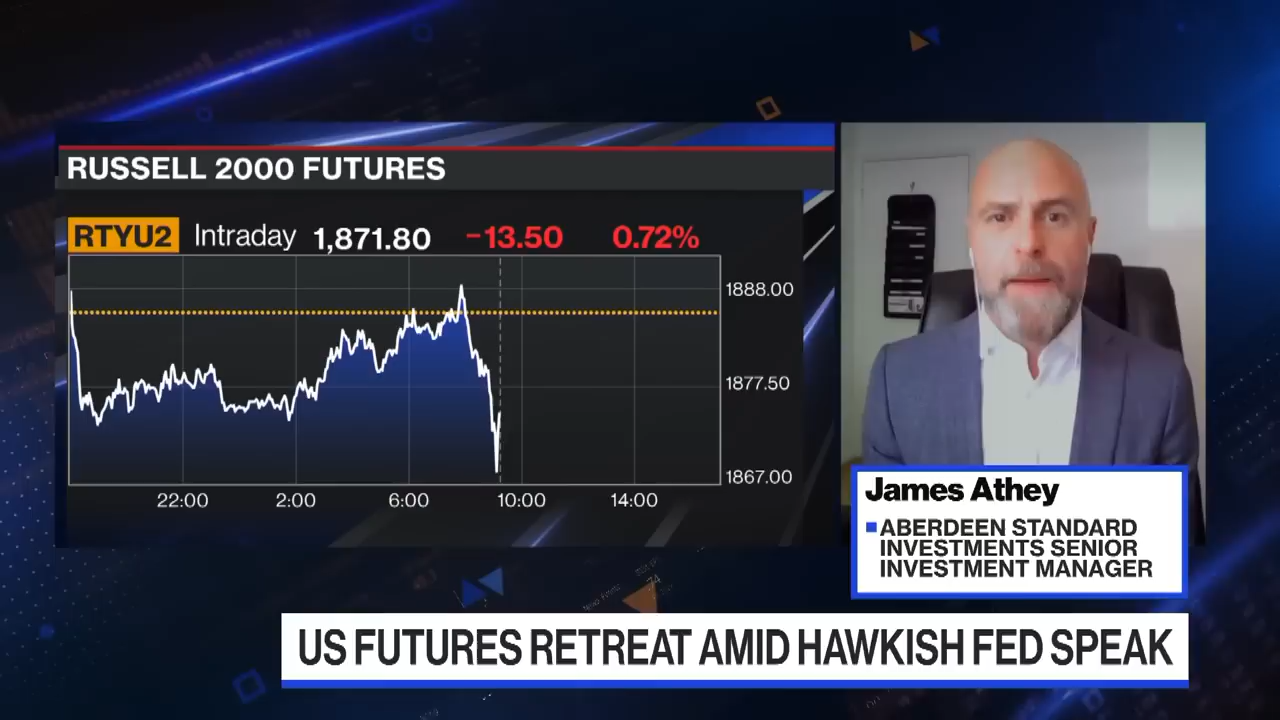 RUSSELL 2000 FUTURES
RTYU2 Intraday 1,871.80 -13.50 0.72%
1888.00
1877.50
1867.00
22:00 2:00 6:00 10:00 14:00
James Athey
ABERDEEN STANDARD
INVESTMENTS SENIOR
INVESTMENT MANAGER
US FUTURES RETREAT AMID HAWKISH FED SPEAK